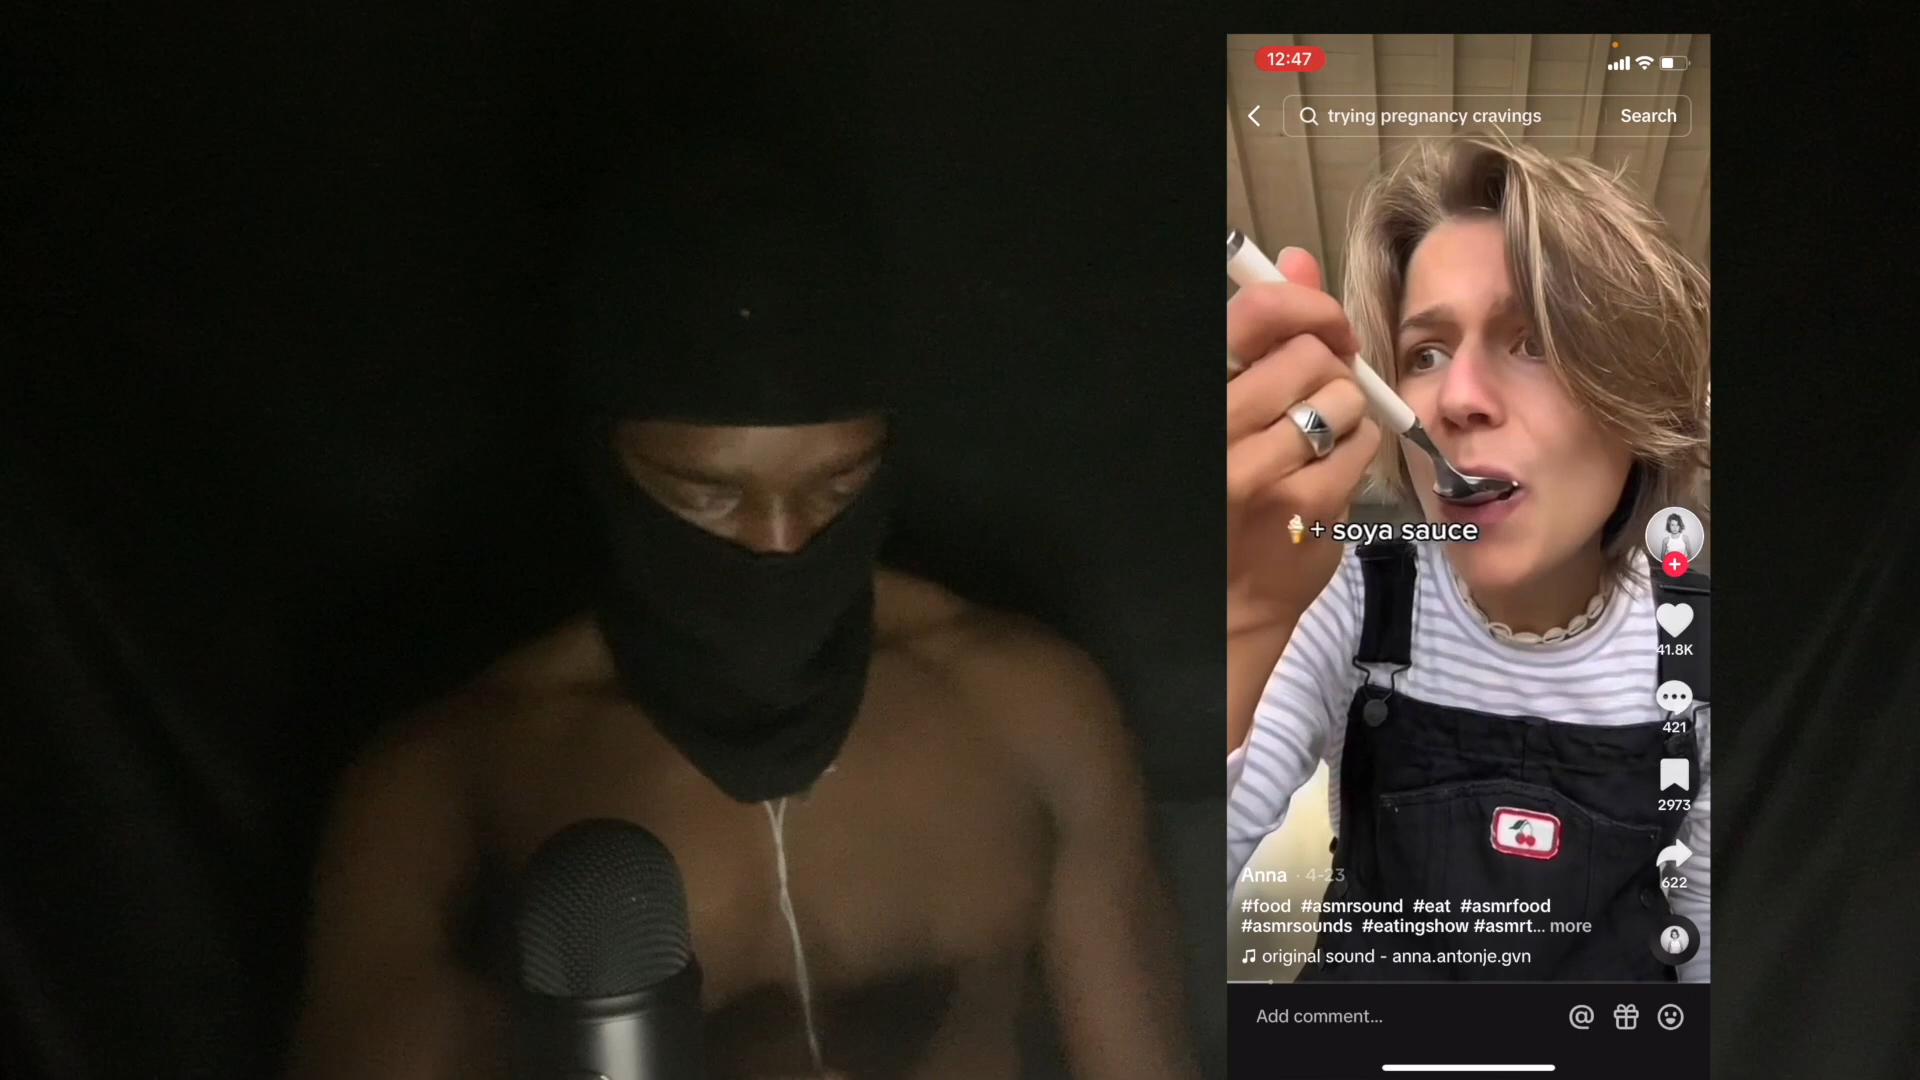 12:47
trying pregnancy cravings
Search
+ soya sauce
41.8K
421
2973
622
Anna · 4-23
#food #asmrsound #eat #asmrfood
#asmrsounds #eatingshow #asmrt... more
original sound - anna.antonje.gvn
Add comment...